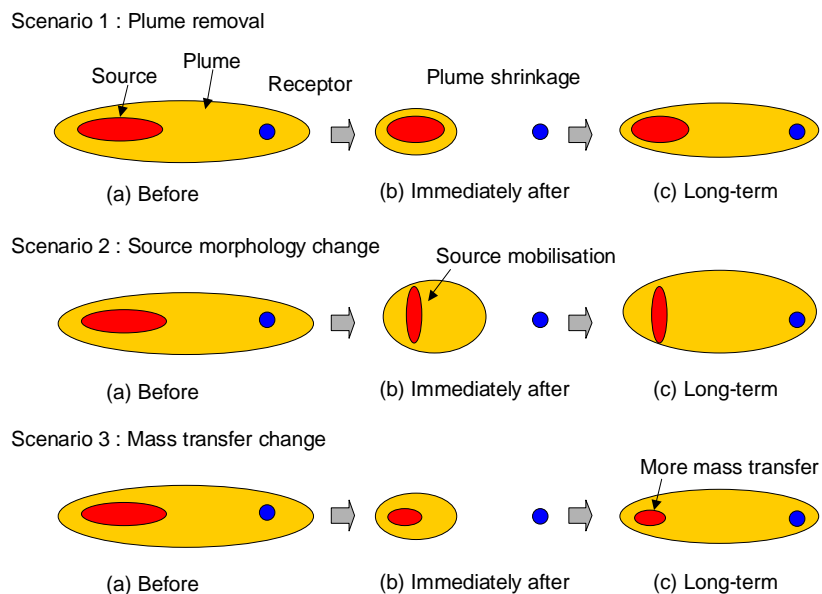 Scenario 1 : Plume removal
Source
Plume
Receptor
Plume shrinkage
(a) Before
(b) Immediately after
(c) Long-term
Scenario 2 : Source morphology change
Source mobilisation
(a) Before
(b) Immediately after
(c) Long-term
Scenario 3 : Mass transfer change
More mass transfer
(a) Before
(b) Immediately after
(c) Long-term